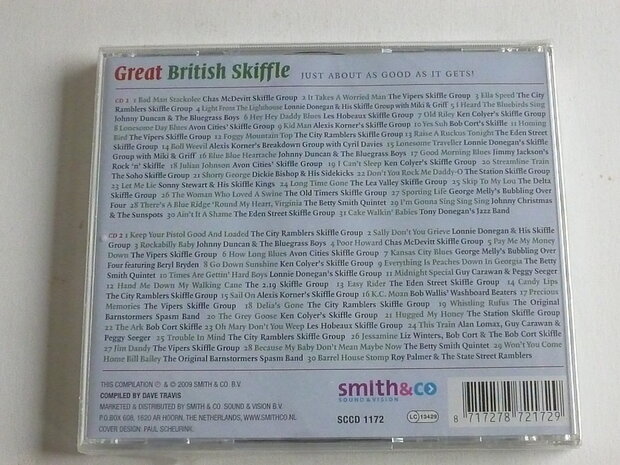 Great British Skiffle JUST ABOUT AS GOOD AS IT GETS!
CD 1 1 Bad Man Stackolee Chas McDevitt Skiffle Group 2 It Takes A Worried Man The Vipers Skiffle Group 3 Ella Speed The City
Ramblers Skiffle Group 4 Light From The Lighthouse Lonnie Donegan & His Skiffle Group with Miki & Griff 5 I Heard The Bluebirds Sing
Johnny Duncan & The Bluegrass Boys 6 Hey Hey Daddy Blues Les Hobeaux Skiffle Group 7 Old Riley Ken Colyer's Skiffle Group
8 Lonesome Day Blues Avon Cities' Skiffle Group 9 Kid Man Alexis Korner's Skiffle Group 10 Yes Suh Bob Cort's Skiffle 11 Homing
Bird The Vipers Skiffle Group 12 Foggy Mountain Top The City Ramblers Skiffle Group 13 Raise A Ruckus Tonight The Eden Street
Skiffle Group 14 Boll Weevil Alexis Korner's Breakdown Group with Cyril Davies 15 Lonesome Traveller Lonnie Donegan's Skiffle
Group with Miki & Griff 16 Blue Blue Heartache Johnny Duncan & The Bluegrass Boys 17 Good Morning Blues Jimmy Jackson's
Rock 'n' Skiffle 18 Julian Johnson Avon Cities' Skiffle Group 19 I Can't Sleep Ken Colyer's Skiffle Group 20 Streamline Train
The Soho Skiffle Group 21 Shorty George Dickie Bishop & His Sidekicks 22 Don't You Rock Me Daddy-O The Station Skiffle Group
23 Let Me Lie Sonny Stewart & His Skiffle Kings 24 Long Time Gone The Lea Valley Skiffle Group 25 Skip To My Lou The Delta
Skiffle Group 26 The Woman Who Loved A Swine The Old Timers Skiffle Group 27 Sporting Life George Melly's Bubbling Over
Four 28 There's A Blue Ridge 'Round My Heart, Virginia The Betty Smith Quintet 29 I'm Gonna Sing Sing Sing Johnny Christmas
& The Sunspots 30 Ain't It A Shame The Eden Street Skiffle Group 31 Cake Walkin' Babies Tony Donegan's Jazz Band
CD 2 1 Keep Your Pistol Good And Loaded The City Ramblers Skiffle Group 2 Sally Don't You Grieve Lonnie Donegan & His Skiffle
Group 3 Rockabilly Baby Johnny Duncan & The Bluegrass Boys 4 Poor Howard Chas McDevitt Skiffle Group 5 Pay Me My Money
Down The Vipers Skiffle Group 6 How Long Blues Avon Cities' Skiffle Group 7 Kansas City Blues George Melly's Bubbling Over
Four featuring Beryl Bryden 8 Go Down Sunshine Ken Colyer's Skiffle Group 9 Everything Is Peaches Down In Georgia The Betty
Smith Quintet 10 Times Are Gettin' Hard Boys Lonnie Donegan's Skiffle Group 11 Midnight Special Guy Carawan & Peggy Seeger
12 Hand Me Down My Walking Cane The 2.19 Skiffle Group 13 Easy Rider The Eden Street Skiffle Group 14 Candy Lips
The City Ramblers Skiffle Group 15 Sail On Alexis Korner's Skiffle Group 16 K.C. Moan Bob Wallis' Washboard Beaters 17 Precious
Memories The Vipers Skiffle Group 18 Delia's Gone The City Ramblers Skiffle Group 19 Whistling Rufus The Original
Barnstormers Spasm Band 20 The Grey Goose Ken Colyer's Skiffle Group 21 Hugged My Honey The Station Skiffle Group
22 The Ark Bob Cort Skiffle 23 Oh Mary Don't You Weep Les Hobeaux Skiffle Group 24 This Train Alan Lomax, Guy Carawan &
Peggy Seeger 25 Trouble In Mind The City Ramblers Skiffle Group 26 Jessamine Liz Winters, Bob Cort & The Bob Cort Skiffle
27 Jim Dandy The Vipers Skiffle Group 28 Because My Baby Don't Mean Maybe Now The Betty Smith Quintet 29 Won't You Come
Home Bill Bailey The Original Barnstormers Spasm Band 30 Barrel House Stomp Roy Palmer & The State Street Ramblers
THIS COMPILATION ℗ & © 2009 SMITH & CO. B.V.
COMPILED BY DAVE TRAVIS
MARKETED & DISTRIBUTED BY SMITH & CO. SOUND & VISION B.V.
P.O.BOX 608, 1620 AR HOORN, THE NETHERLANDS, WWW.SMITHCO.NL
COVER DESIGN: PAUL SCHEURINK
smith&co
SOUND & VISION
SCCD 1172
LC 19429
8 717278 721729